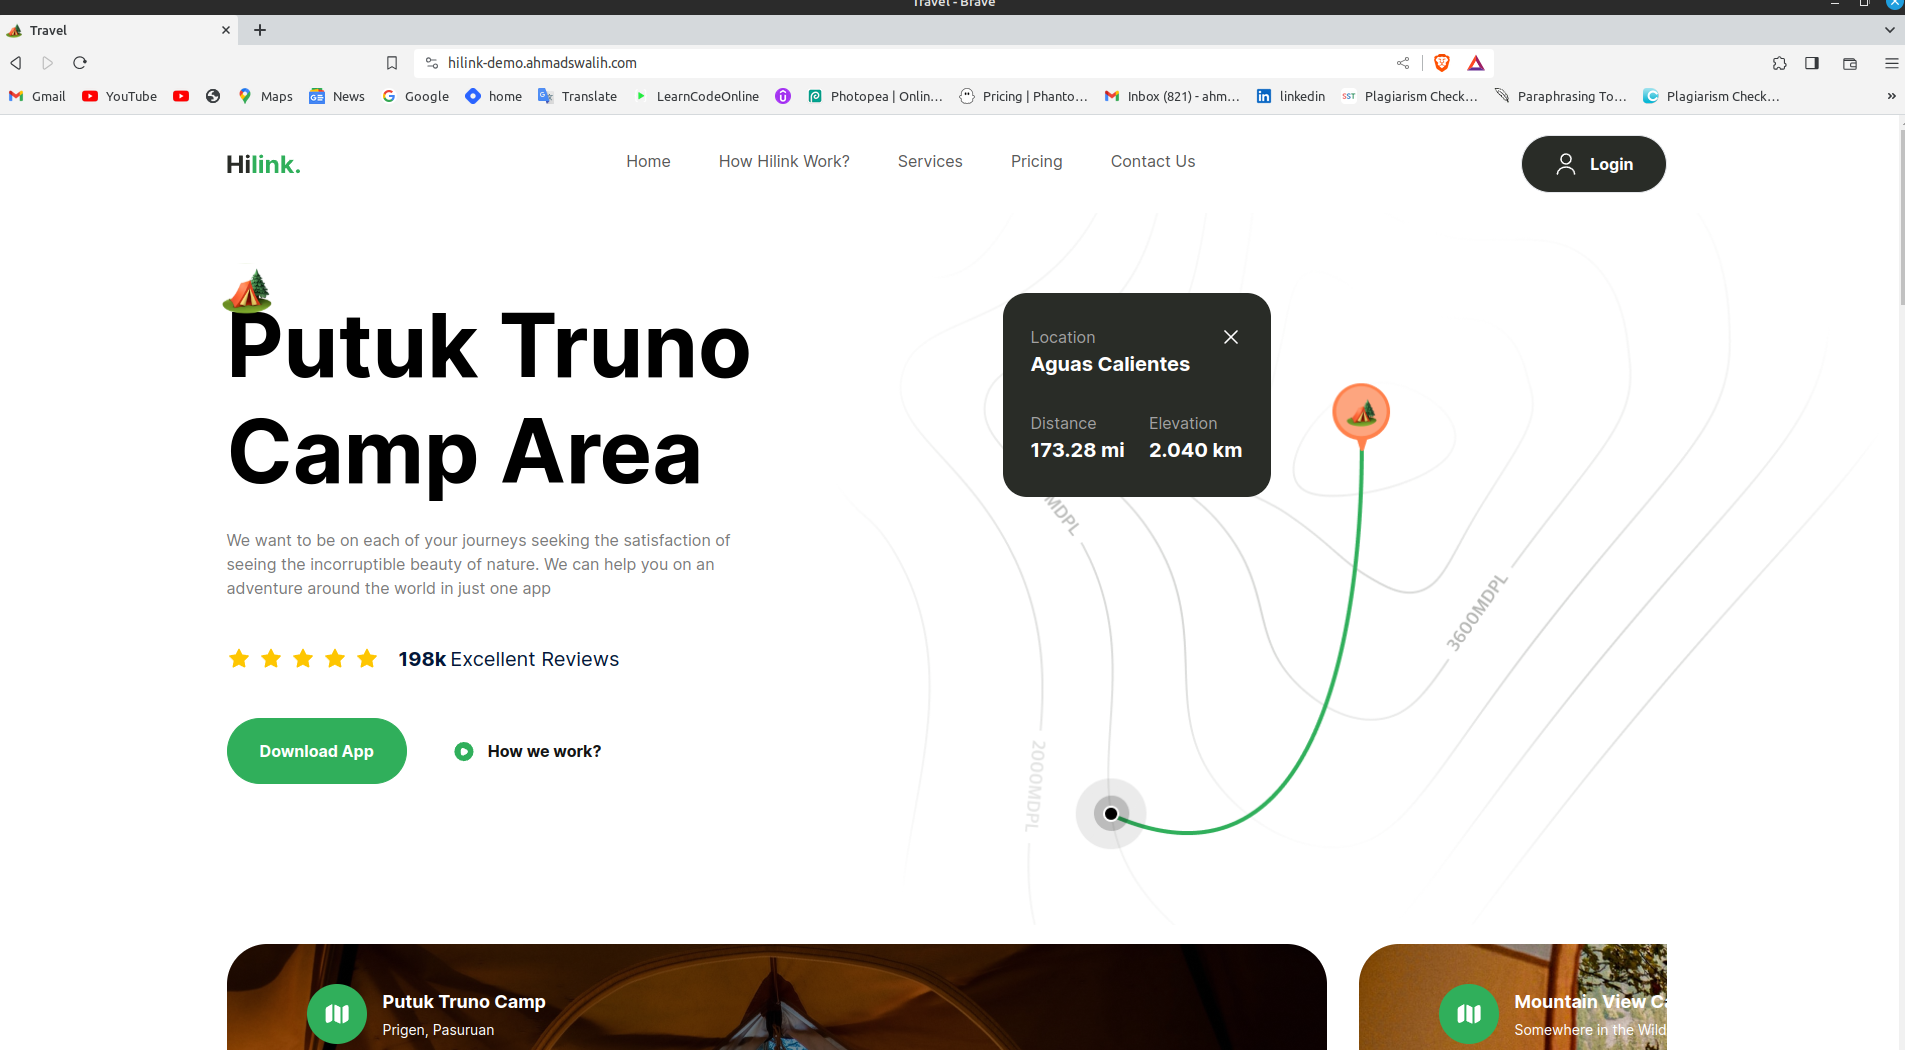 Travel - Brave
Travel
hilink-demo.ahmadswalih.com
Gmail YouTube Maps News Google home Translate LearnCodeOnline Photopea | Onlin... Pricing | Phanto... Inbox (821) - ahm... linkedin Plagiarism Check... Paraphrasing To... Plagiarism Check... »
Hilink.
Home How Hilink Work? Services Pricing Contact Us
Login
Putuk Truno
Camp Area
We want to be on each of your journeys seeking the satisfaction of
seeing the incorruptible beauty of nature. We can help you on an
adventure around the world in just one app
198k Excellent Reviews
Download App
How we work?
Location
Aguas Calientes
Distance Elevation
173.28 mi 2.040 km
MDPL
3600MDPL
2000MDPL
Putuk Truno Camp
Prigen, Pasuruan
Mountain View Ca
Somewhere in the Wild